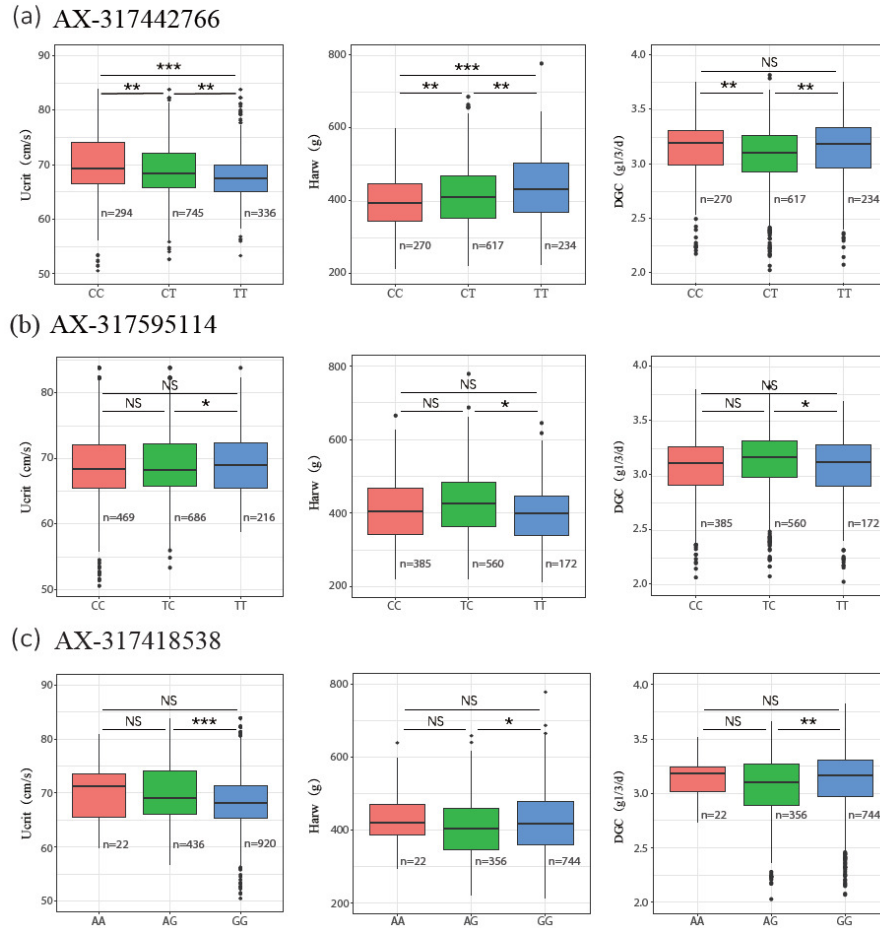 (a) AX-317442766
90
80
70
60
50
Ucrit (cm/s)
***
** **
n=294 n=745 n=336
CC CT TT
800
600
400
200
Harw (g)
***
** **
n=270 n=617 n=234
CC CT TT
4.0
3.5
3.0
2.5
2.0
DGC (g1/3/d)
NS
** **
n=270 n=617 n=234
CC CT TT
(b) AX-317595114
80
70
60
50
Ucrit (cm/s)
NS
NS *
n=469 n=686 n=216
CC TC TT
800
600
400
200
Harw (g)
NS
NS *
n=385 n=560 n=172
CC TC TT
4.0
3.5
3.0
2.5
2.0
DGC (g1/3/d)
NS
NS *
n=385 n=560 n=172
CC TC TT
(c) AX-317418538
90
80
70
60
50
Ucrit (cm/s)
NS
NS ***
n=22 n=436 n=920
AA AG GG
800
600
400
200
Harw (g)
NS
NS *
n=22 n=356 n=744
AA AG GG
4.0
3.5
3.0
2.5
2.0
DGC (g1/3/d)
NS
NS **
n=22 n=356 n=744
AA AG GG